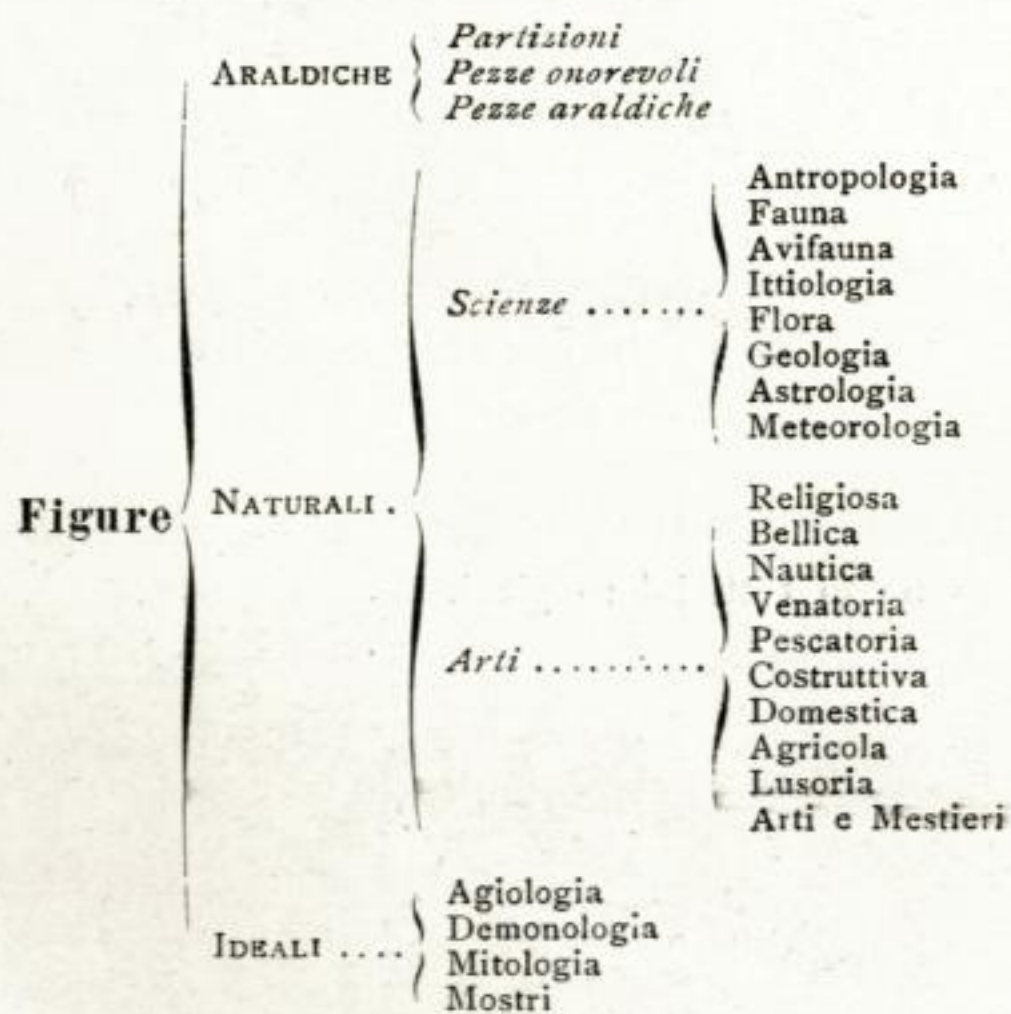 Partizioni
ARALDICHE
Pezze onorevoli
Pezze araldiche
Antropologia
Fauna
Avifauna
Ittiologia
Scienze .......
Flora
Geologia
Astrologia
Meteorologia
Figure
NATURALI .
Religiosa
Bellica
Nautica
Venatoria
Pescatoria
Arti ..........
Costruttiva
Domestica
Agricola
Lusoria
Arti e Mestieri
IDEALI ....
Agiologia
Demonologia
Mitologia
Mostri